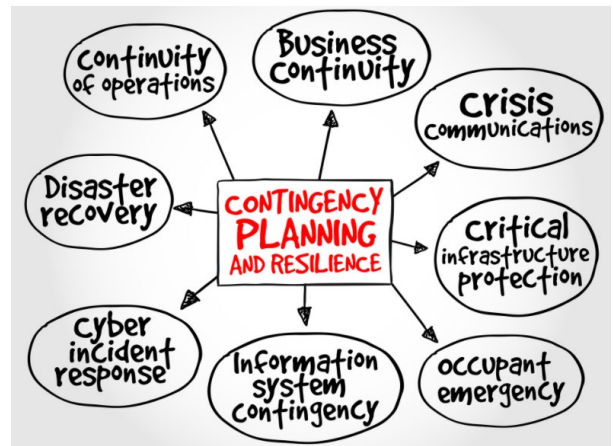 Continuity
of operations
Business
Continuity
Crisis
communications
Disaster
recovery
CONTINGENCY
PLANNING
AND RESILIENCE
Critical
infrastructure
protection
Cyber
incident
response
Information
system
contingency
Occupant
emergency